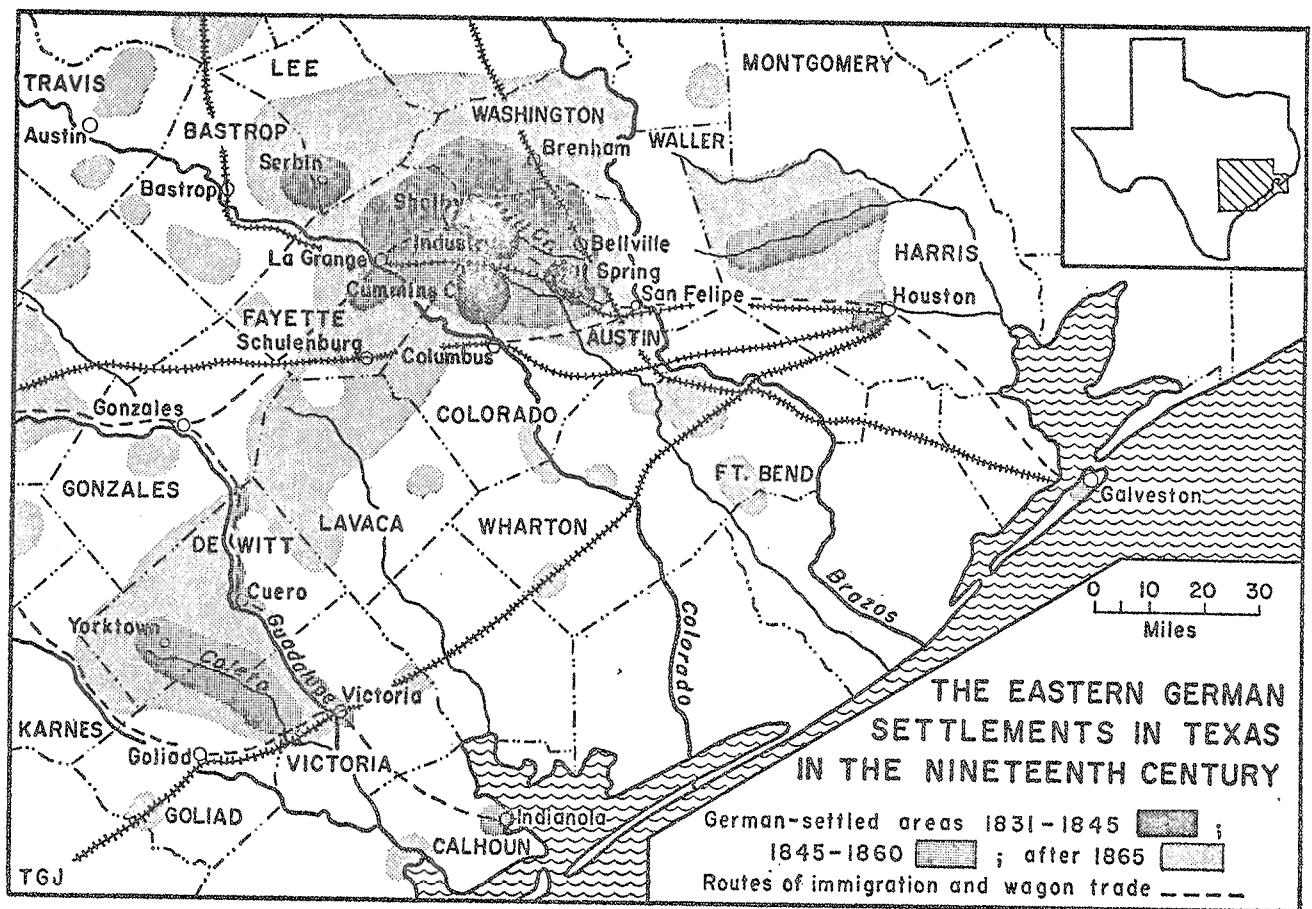 TRAVIS
LEE
MONTGOMERY
WASHINGTON
Austin
BASTROP
Brenham
WALLER
Serbin
Bastrop
Shelby
Bellville
Industry
La Grange
HARRIS
Spring
Cumming
San Felipe
Houston
FAYETTE
AUSTIN
Schulenburg
Columbus
Gonzales
COLORADO
GONZALES
FT. BEND
Galveston
LAVACA
WHARTON
DE WITT
Cuero
Brazos
0 10 20 30
Miles
Yorktown
Guadalupe
Coleto
Colorado
Victoria
THE EASTERN GERMAN
SETTLEMENTS IN TEXAS
IN THE NINETEENTH CENTURY
KARNES
Goliad
VICTORIA
GOLIAD
Indianola
CALHOUN
German-settled areas 1831-1845 ;
1845-1860 ; after 1865
Routes of immigration and wagon trade
TGJ